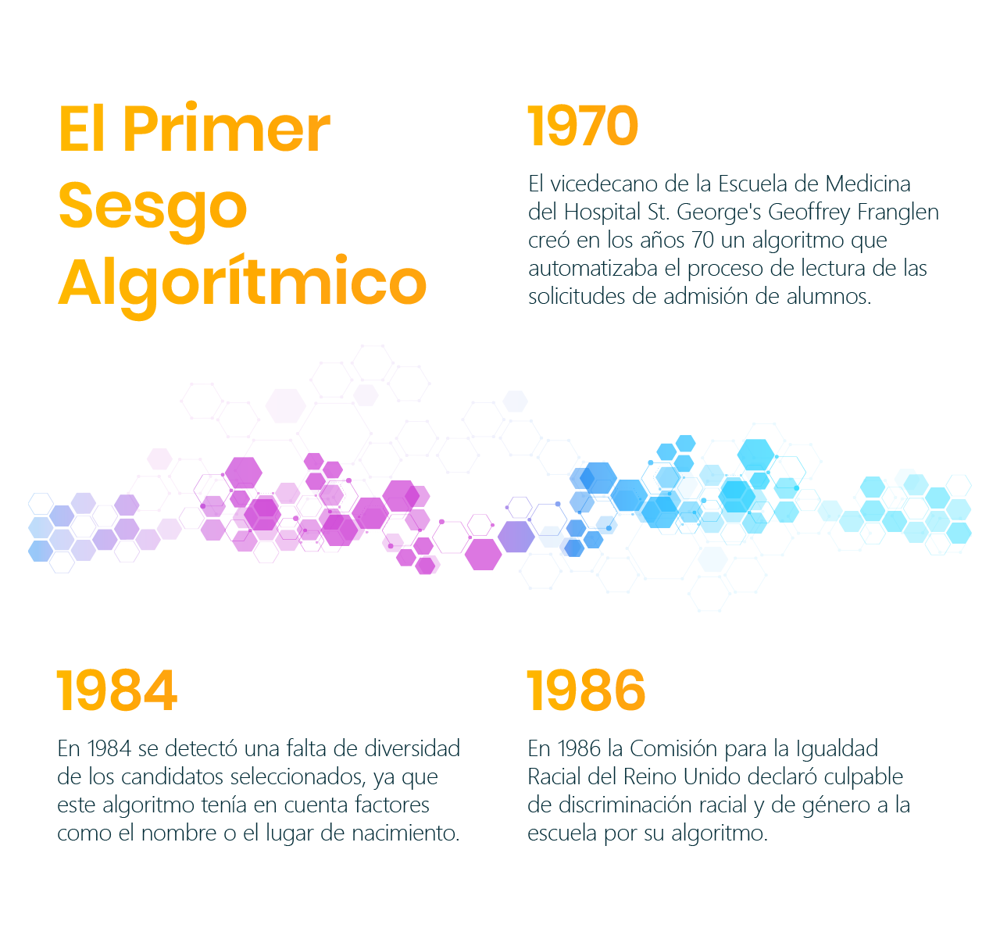 El Primer
Sesgo
Algorítmico
1970
El vicedecano de la Escuela de Medicina
del Hospital St. George's Geoffrey Franglen
creó en los años 70 un algoritmo que
automatizaba el proceso de lectura de las
solicitudes de admisión de alumnos.
1984
En 1984 se detectó una falta de diversidad
de los candidatos seleccionados, ya que
este algoritmo tenía en cuenta factores
como el nombre o el lugar de nacimiento.
1986
En 1986 la Comisión para la Igualdad
Racial del Reino Unido declaró culpable
de discriminación racial y de género a la
escuela por su algoritmo.